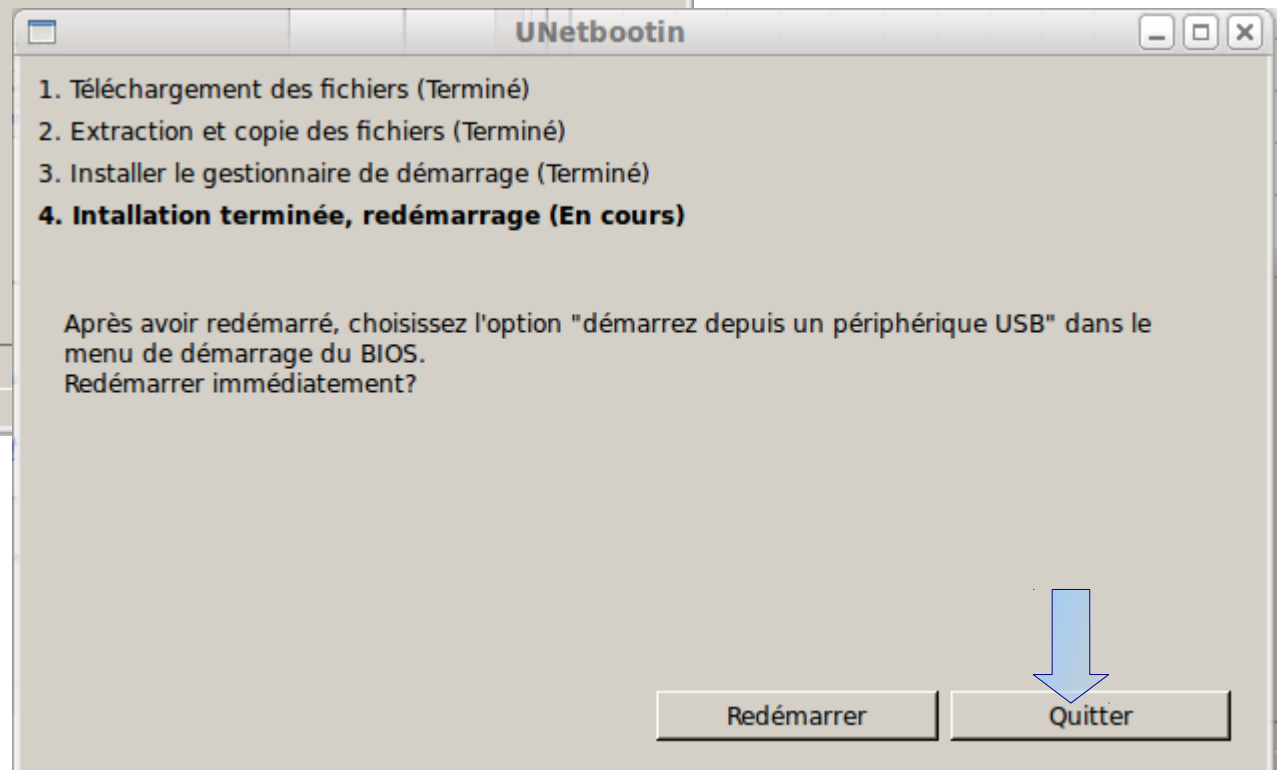 UNetbootin
1. Téléchargement des fichiers (Terminé)
2. Extraction et copie des fichiers (Terminé)
3. Installer le gestionnaire de démarrage (Terminé)
4. Intallation terminée, redémarrage (En cours)
Après avoir redémarré, choisissez l'option "démarrez depuis un périphérique USB" dans le
menu de démarrage du BIOS.
Redémarrer immédiatement?
Redémarrer
Quitter